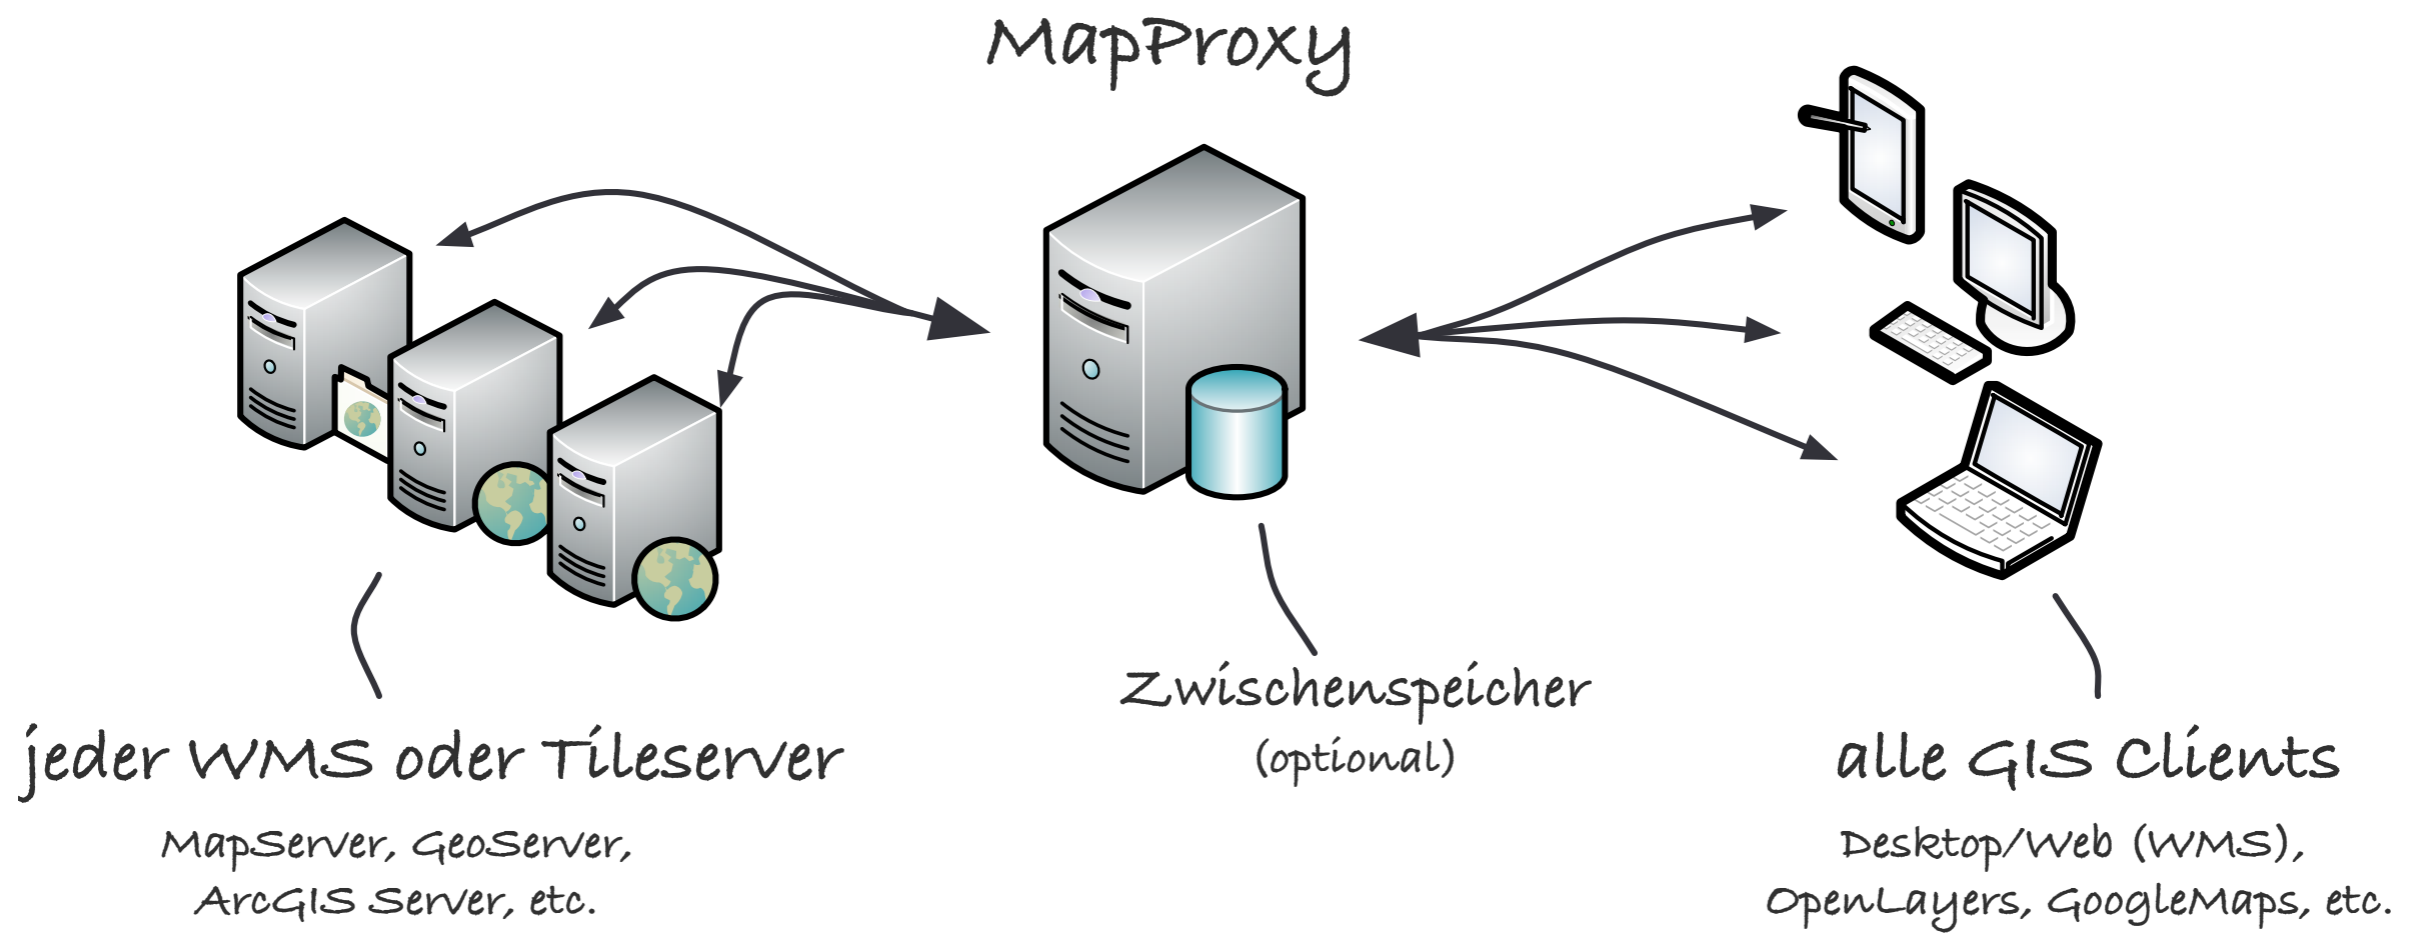 MapProxy
Zwischenspeicher
(optional)
jeder WMS oder Tileserver
MapServer, GeoServer,
ArcGIS Server, etc.
alle GIS Clients
Desktop/Web (WMS),
OpenLayers, GoogleMaps, etc.